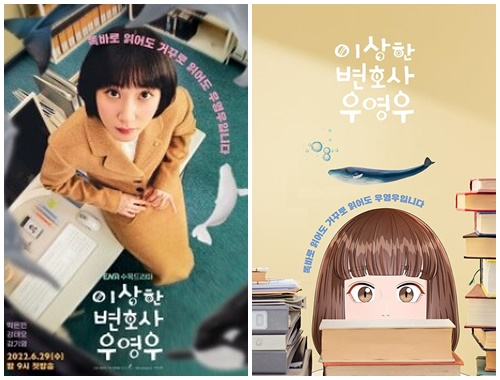 똑바로 읽어도 거꾸로 읽어도 우영우입니다
ENA 수목드라마
이상한
변호사
우영우
박은빈
강태오
강기영
2022.6.29(수)
밤 9시 첫방송
이상한
변호사
우영우
똑바로 읽어도 거꾸로 읽어도 우영우입니다